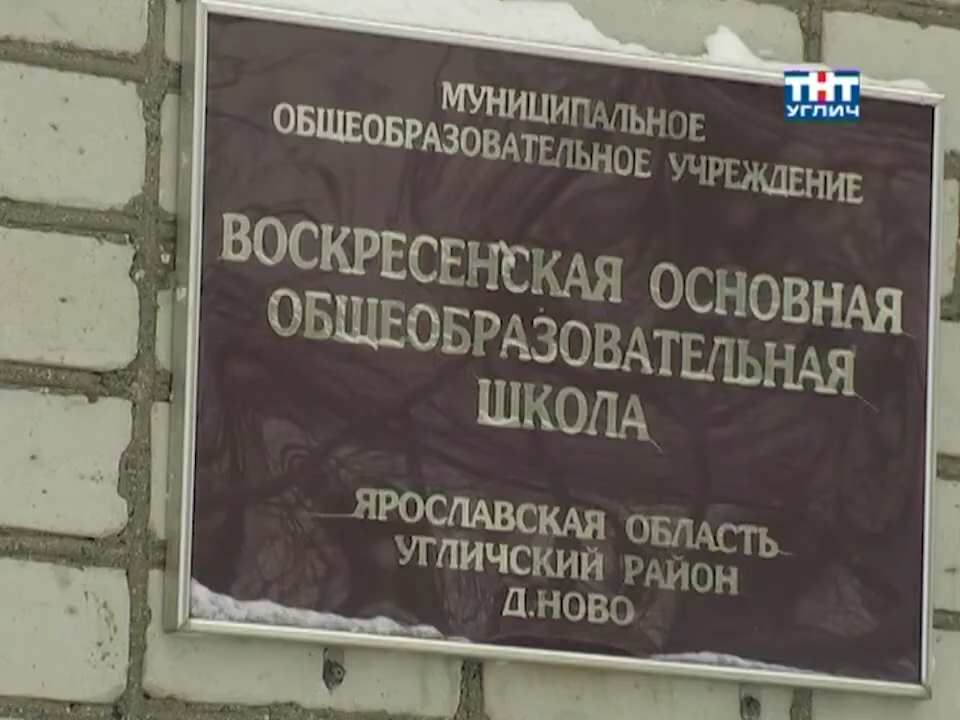 ТНТ
УГЛИЧ
МУНИЦИПАЛЬНОЕ
ОБЩЕОБРАЗОВАТЕЛЬНОЕ УЧРЕЖДЕНИЕ
ВОСКРЕСЕНСКАЯ ОСНОВНАЯ
ОБЩЕОБРАЗОВАТЕЛЬНАЯ
ШКОЛА
ЯРОСЛАВСКАЯ ОБЛАСТЬ
УГЛИЧСКИЙ РАЙОН
Д.НОВО